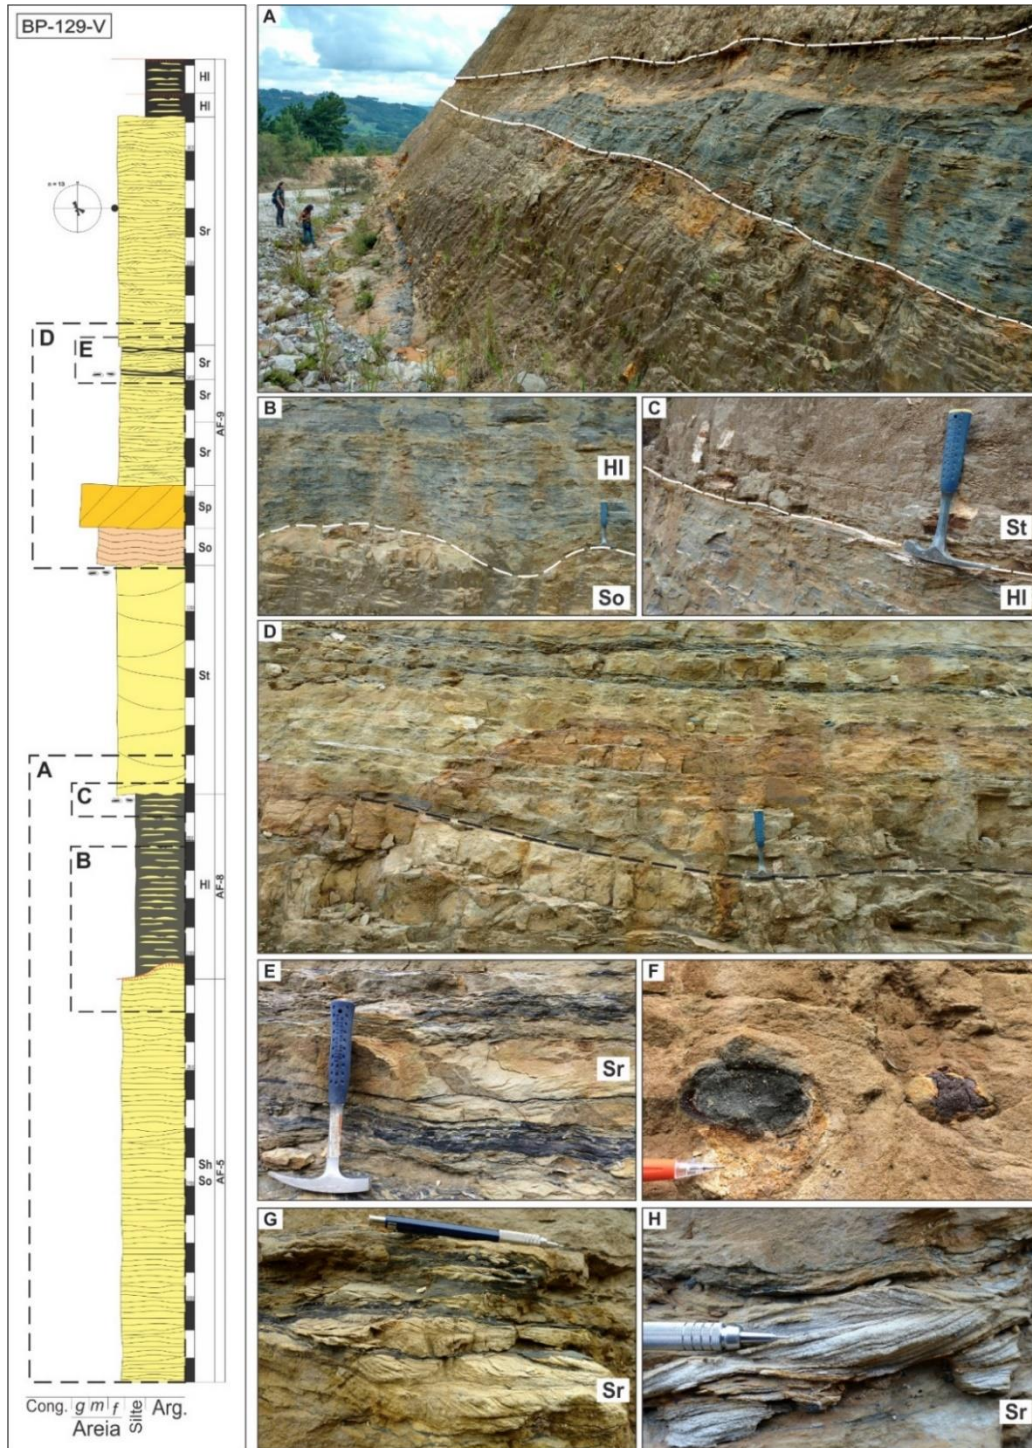 BP-129-V
Hl
Hl
n = 13
Sr
D
E
Sr
Sr
AF-9
Sr
Sp
So
St
A
C
B
Hl
AF-8
Sh
So
AF-5
Cong.
g
m
f
Silte
Arg.
Areia
A
B
Hl
So
C
St
Hl
D
E
Sr
F
G
Sr
H
Sr